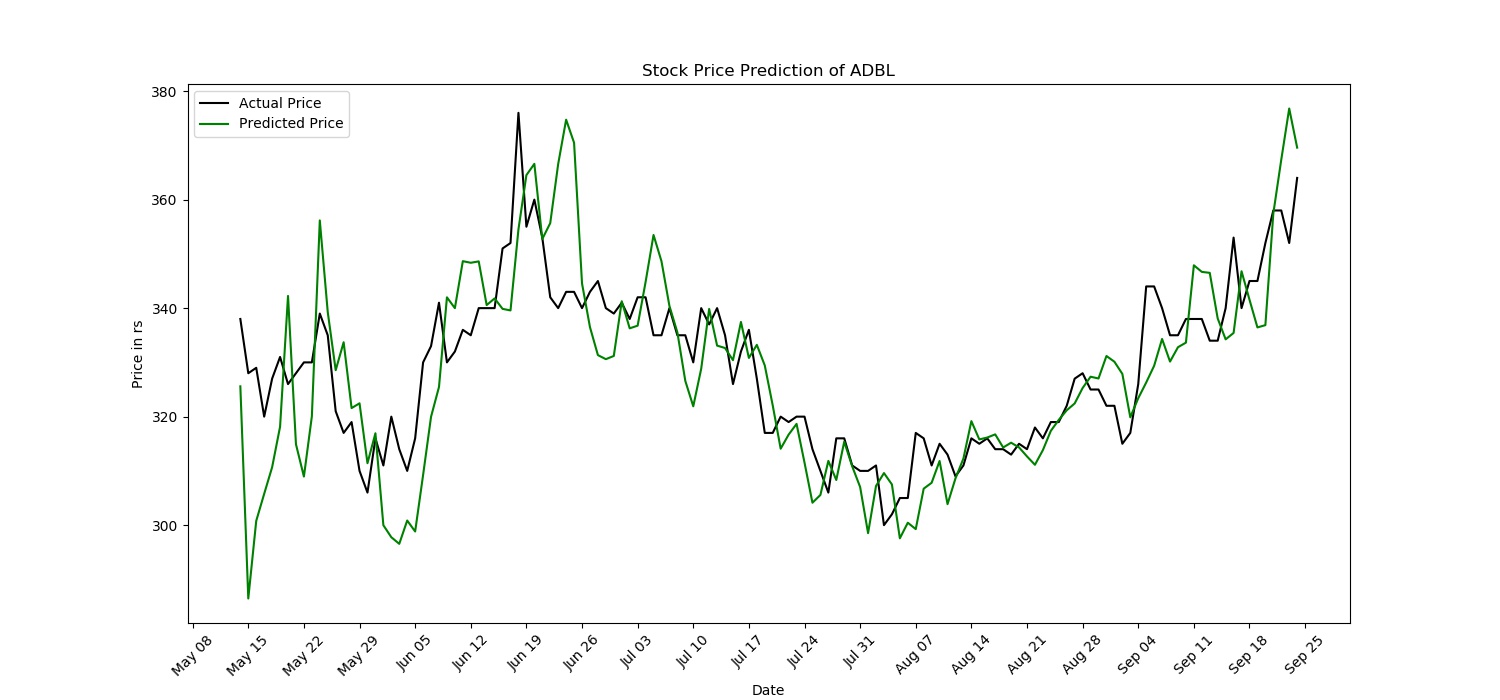 Stock Price Prediction of ADBL
Actual Price
Predicted Price
Price in rs
380
360
340
320
300
May 08
May 15
May 22
May 29
Jun 05
Jun 12
Jun 19
Jun 26
Jul 03
Jul 10
Jul 17
Jul 24
Jul 31
Aug 07
Aug 14
Aug 21
Aug 28
Sep 04
Sep 11
Sep 18
Sep 25
Date